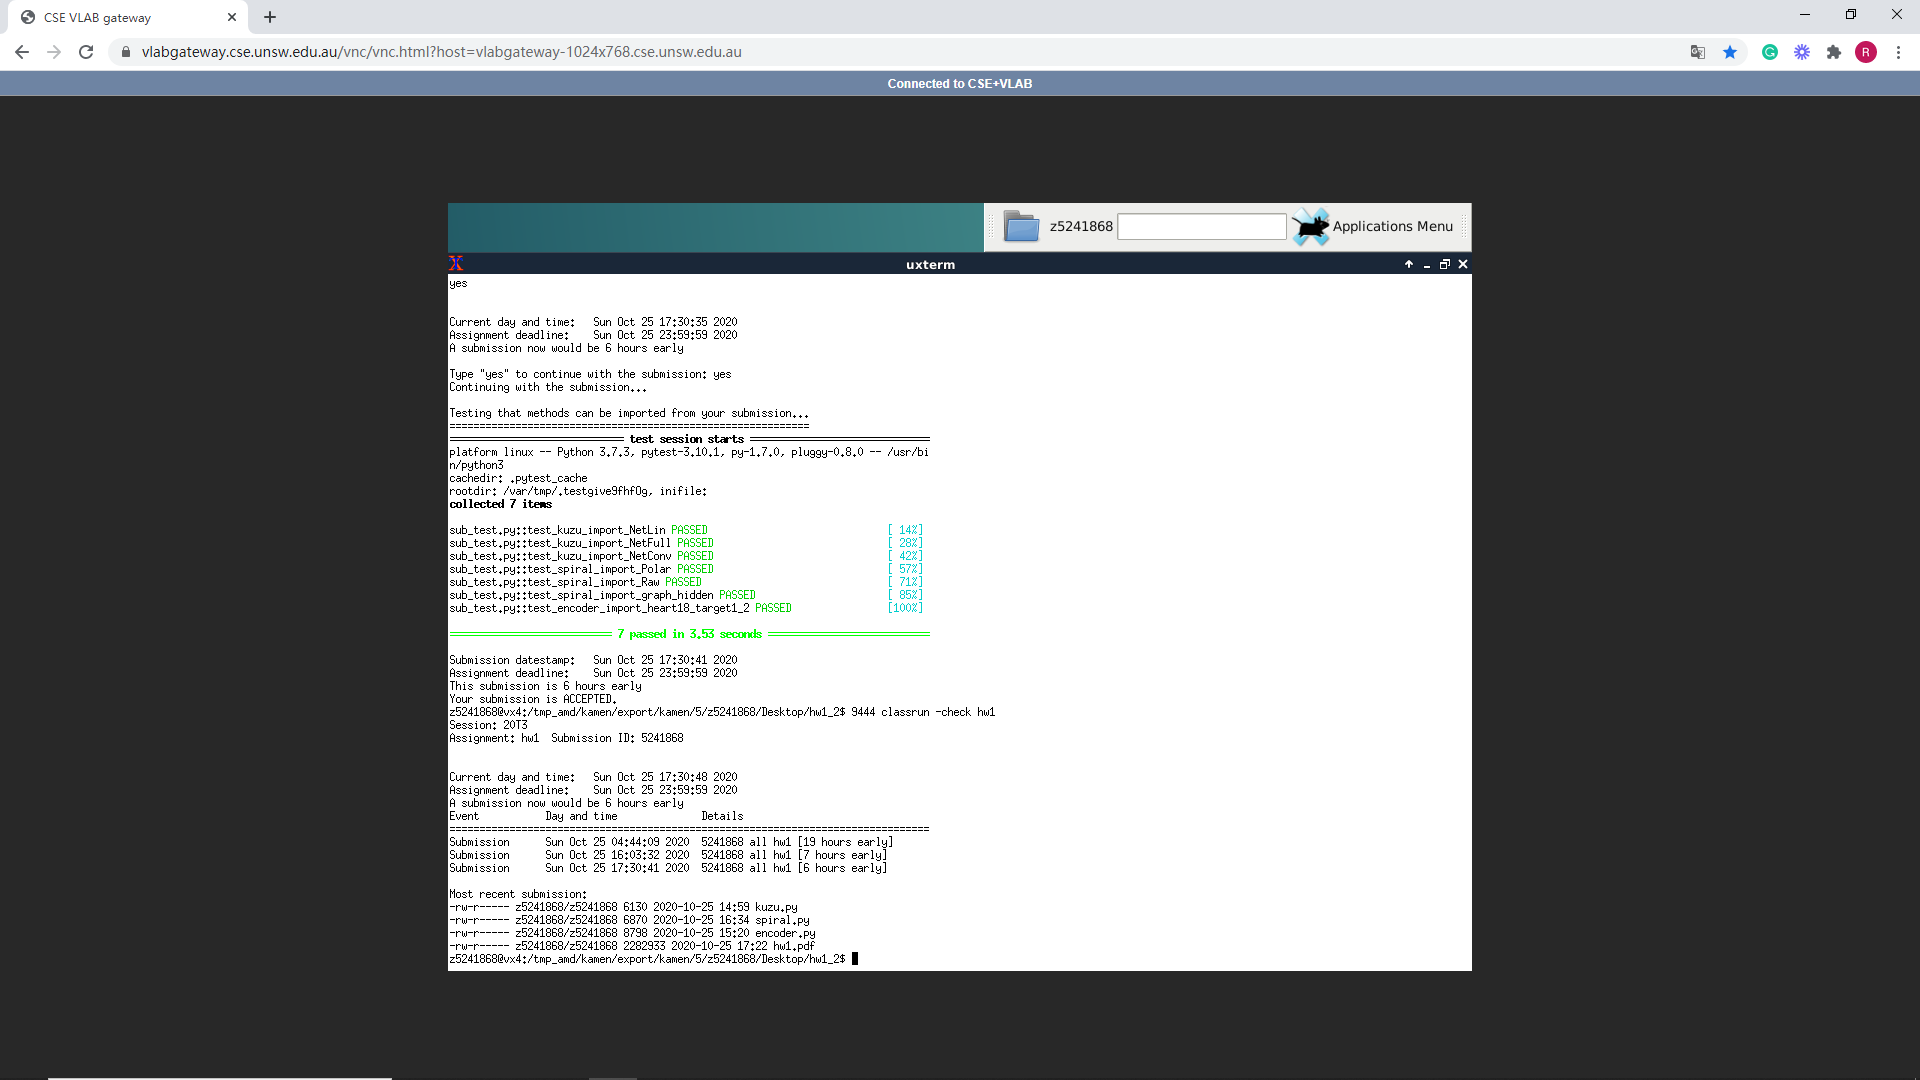 CSE VLAB gateway
vlabgateway.cse.unsw.edu.au/vnc/vnc.html?host=vlabgateway-1024x768.cse.unsw.edu.au
R
Connected to CSE+VLAB
z5241868
Applications Menu
uxterm
yes
Current day and time:   Sun Oct 25 17:30:35 2020
Assignment deadline:    Sun Oct 25 23:59:59 2020
A submission now would be 6 hours early
Type "yes" to continue with the submission: yes
Continuing with the submission...
Testing that methods can be imported from your submission...
============================================================
============================= test session starts ==============================
platform linux -- Python 3.7.3, pytest-3.10.1, py-1.7.0, pluggy-0.8.0 -- /usr/bi
n/python3
cachedir: .pytest_cache
rootdir: /var/tmp/.testgive9fhfOg, inifile:
collected 7 items
sub_test.py::test_kuzu_import_NetLin PASSED                              [ 14%]
sub_test.py::test_kuzu_import_NetFull PASSED                             [ 28%]
sub_test.py::test_kuzu_import_NetConv PASSED                             [ 42%]
sub_test.py::test_spiral_import_Polar PASSED                             [ 57%]
sub_test.py::test_spiral_import_Raw PASSED                               [ 71%]
sub_test.py::test_spiral_import_graph_hidden PASSED                      [ 85%]
sub_test.py::test_encoder_import_heart18_target1_2 PASSED                [100%]
=========================== 7 passed in 3.53 seconds ===========================
Submission datestamp:   Sun Oct 25 17:30:41 2020
Assignment deadline:    Sun Oct 25 23:59:59 2020
This submission is 6 hours early
Your submission is ACCEPTED.
z5241868@vx4:/tmp_amd/kamen/export/kamen/5/z5241868/Desktop/hw1_2$ 9444 classrun -check hw1
Session: 20T3
Assignment: hw1  Submission ID: 5241868
Current day and time:   Sun Oct 25 17:30:48 2020
Assignment deadline:    Sun Oct 25 23:59:59 2020
A submission now would be 6 hours early
Event           Day and time              Details
================================================================================
Submission      Sun Oct 25 04:44:09 2020  5241868 all hw1 [19 hours early]
Submission      Sun Oct 25 16:03:32 2020  5241868 all hw1 [7 hours early]
Submission      Sun Oct 25 17:30:41 2020  5241868 all hw1 [6 hours early]
Most recent submission:
-rw-r----- z5241868/z5241868 6130 2020-10-25 14:59 kuzu.py
-rw-r----- z5241868/z5241868 6870 2020-10-25 16:34 spiral.py
-rw-r----- z5241868/z5241868 8798 2020-10-25 15:20 encoder.py
-rw-r----- z5241868/z5241868 2282933 2020-10-25 17:22 hw1.pdf
z5241868@vx4:/tmp_amd/kamen/export/kamen/5/z5241868/Desktop/hw1_2$